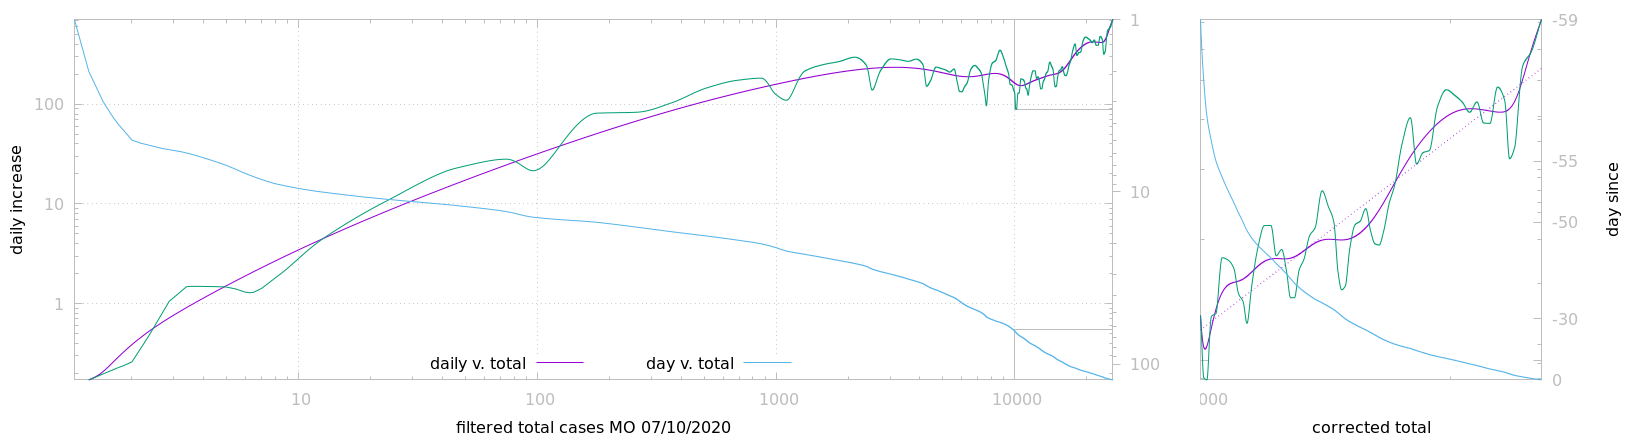 daily increase
100
10
1
10
100
1000
10000
filtered total cases MO 07/10/2020
daily v. total
day v. total
1
10
100
000
corrected total
-59
-55
-50
-30
0
day since